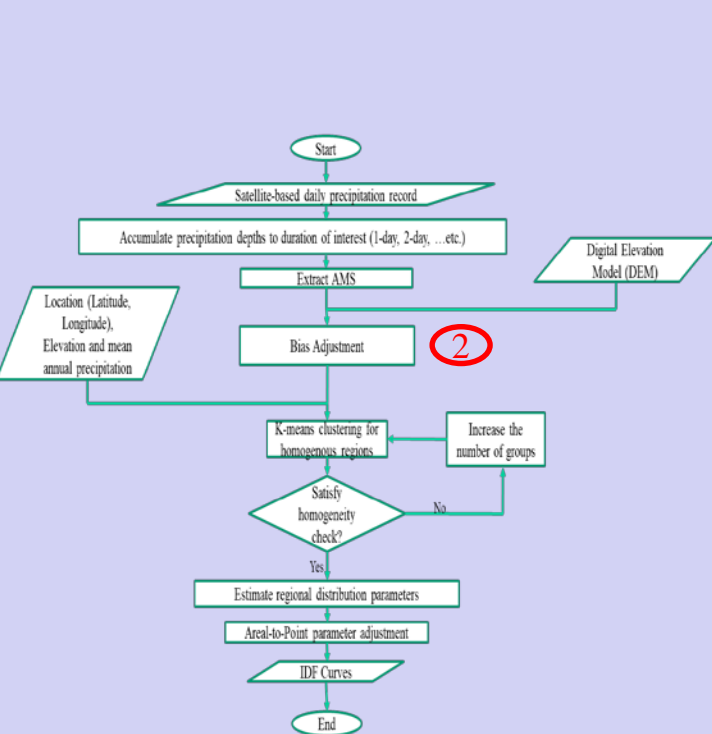 Start
Satellite-based daily precipitation record
Accumulate precipitation depths to duration of interest (1-day, 2-day, …etc.)
Digital Elevation
Model (DEM)
Extract AMS
Location (Latitude,
Longitude),
Elevation and mean
annual precipitation
Bias Adjustment
2
K-means clustering for
homogenous regions
Increase the
number of groups
Satisfy
homogeneity
check?
No
Yes
Estimate regional distribution parameters
Areal-to-Point parameter adjustment
IDF Curves
End